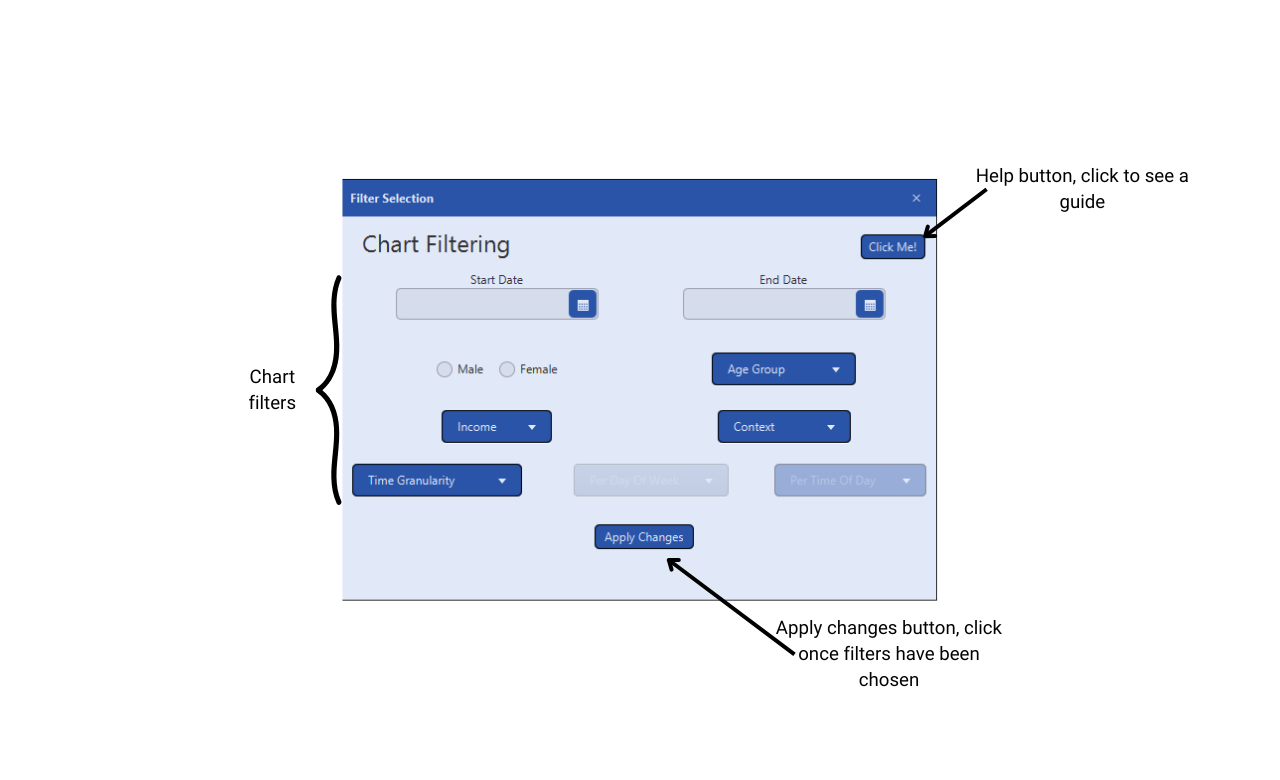 Help button, click to see a
guide
Filter Selection
Chart Filtering
Click Me!
Start Date
End Date
Chart
filters
Male
Female
Age Group
Income
Context
Time Granularity
Per Day Of Week
Per Time Of Day
Apply Changes
Apply changes button, click
once filters have been
chosen